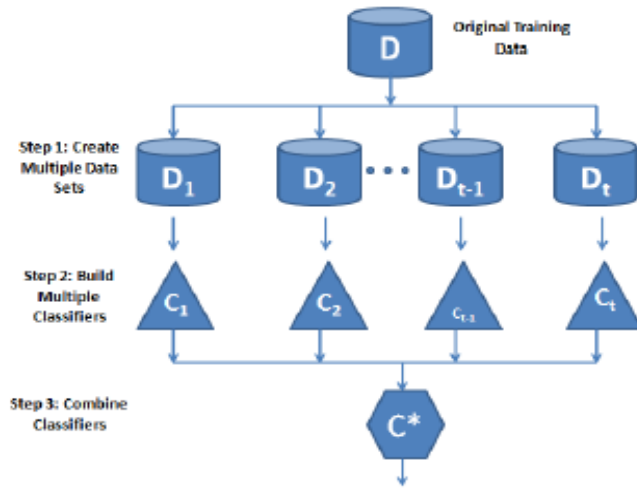 D
Original Training
Data
Step 1: Create
Multiple Data
Sets
D1
D2
Dt-1
Dt
Step 2: Build
Multiple
Classifiers
C1
C2
Ct-1
Ct
Step 3: Combine
Classifiers
C*